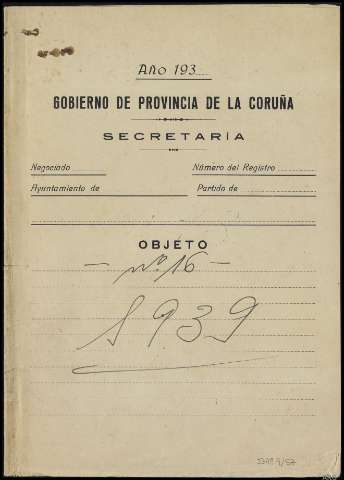 Año 193
GOBIERNO DE PROVINCIA DE LA CORUÑA
SECRETARÍA
Negociado Número del Registro
Ayuntamiento de Partido de
OBJETO
— nº 16 —
1939